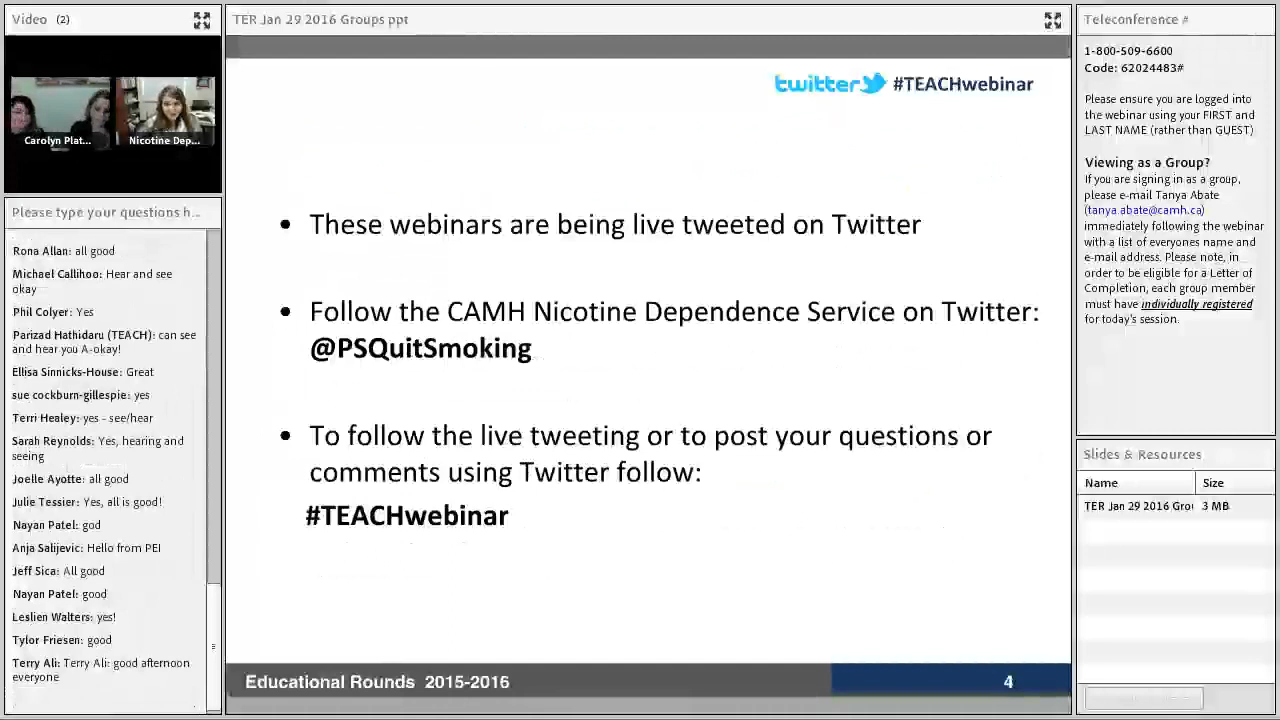 Video (2)
Carolyn Plat...
Nicotine Dep...
Please type your questions h...
Rona Allan: all good
Michael Callihoo: Hear and see
okay
Phil Colyer: Yes
Parizad Hathidaru (TEACH): can see
and hear you A-okay!
Ellisa Sinnicks-House: Great
sue cockburn-gillespie: yes
Terri Healey: yes - see/hear
Sarah Reynolds: Yes, hearing and
seeing
Joelle Ayotte: all good
Julie Tessier: Yes, all is good!
Nayan Patel: god
Anja Salijevic: Hello from PEI
Jeff Sica: All good
Nayan Patel: good
Leslien Walters: yes!
Tylor Friesen: good
Terry Ali: Terry Ali: good afternoon
everyone
TER Jan 29 2016 Groups ppt
twitter #TEACHwebinar
• These webinars are being live tweeted on Twitter
• Follow the CAMH Nicotine Dependence Service on Twitter:
@PSQuitSmoking
• To follow the live tweeting or to post your questions or
comments using Twitter follow:
#TEACHwebinar
Educational Rounds 2015-2016
4
Teleconference #
1-800-509-6600
Code: 62024483#
Please ensure you are logged into
the webinar using your FIRST and
LAST NAME (rather than GUEST)
Viewing as a Group?
If you are signing in as a group,
please e-mail Tanya Abate
(tanya.abate@camh.ca)
immediately following the webinar
with a list of everyones name and
e-mail address. Please note, in
order to be eligible for a Letter of
Completion, each group member
must have individually registered
for today's session.
Slides & Resources
Name Size
TER Jan 29 2016 Grou 3 MB